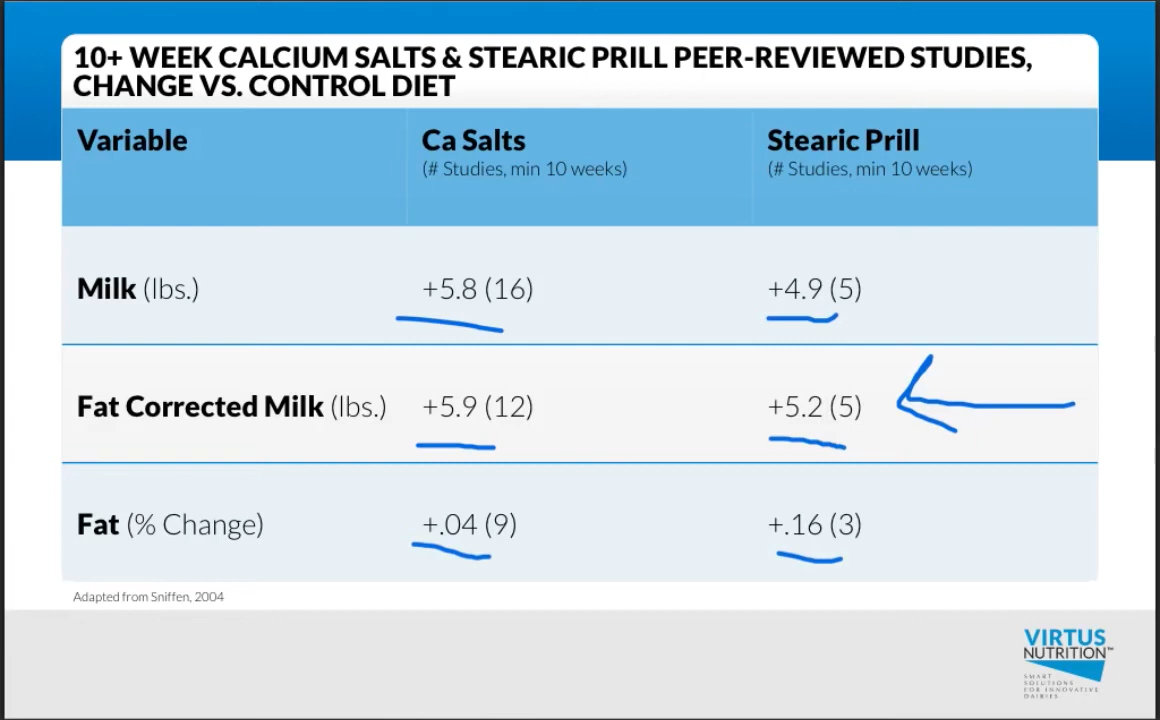 10+ WEEK CALCIUM SALTS & STEARIC PRILL PEER-REVIEWED STUDIES,
CHANGE VS. CONTROL DIET
Variable
Ca Salts
(# Studies, min 10 weeks)
Stearic Prill
(# Studies, min 10 weeks)
Milk (lbs.) +5.8 (16) +4.9 (5)
Fat Corrected Milk (lbs.) +5.9 (12) +5.2 (5)
Fat (% Change) +.04 (9) +.16 (3)
Adapted from Sniffen, 2004
VIRTUS
NUTRITION™
SMART
SOLUTIONS
FOR INNOVATIVE
DAIRIES